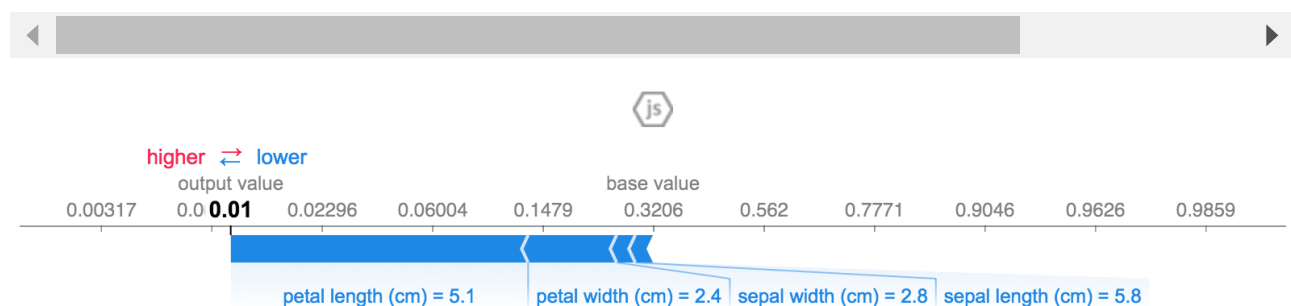 js
higher lower
output value base value
0.00317 0.01 0.02296 0.06004 0.1479 0.3206 0.562 0.7771 0.9046 0.9626 0.9859
petal length (cm) = 5.1 petal width (cm) = 2.4 sepal width (cm) = 2.8 sepal length (cm) = 5.8